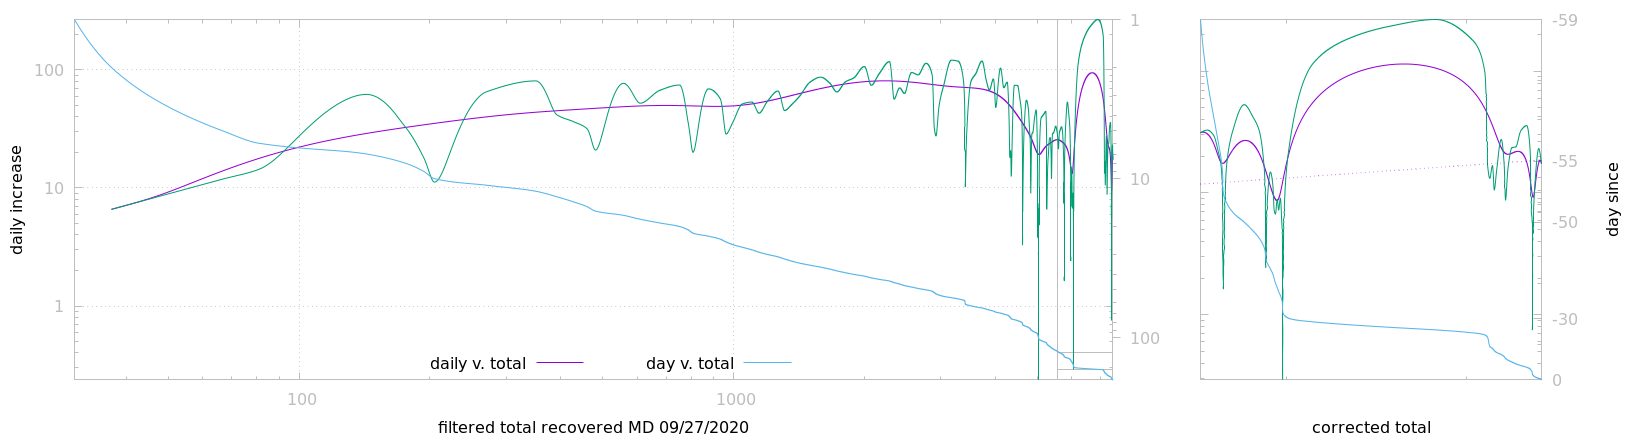 daily increase
100
10
1
daily v. total
day v. total
100
1000
filtered total recovered MD 09/27/2020
1
10
100
-59
-55
-50
-30
0
day since
corrected total